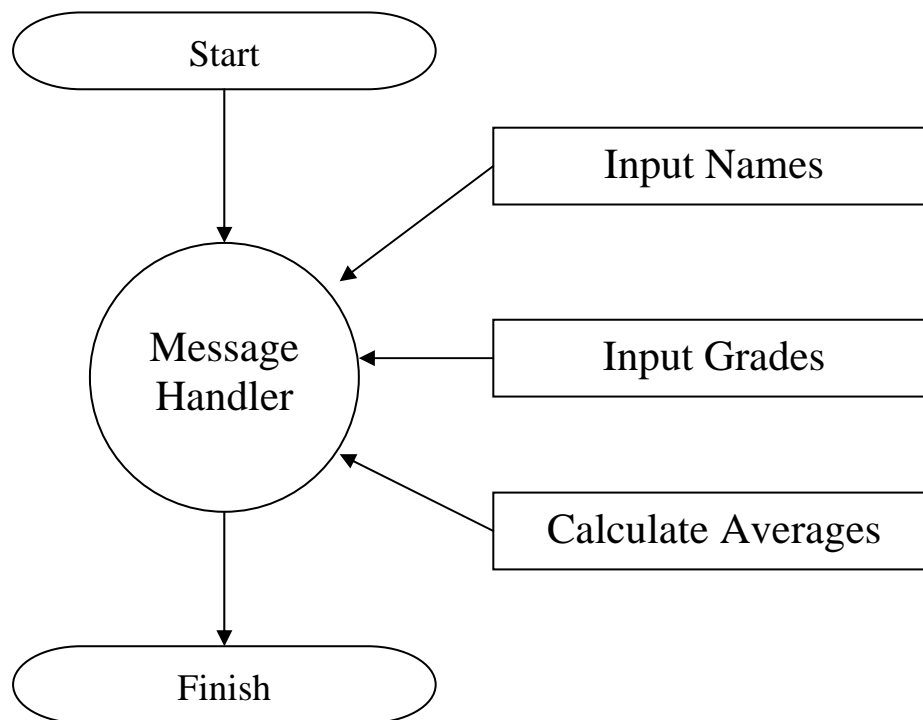 Start
Input Names
Message
Handler
Input Grades
Calculate Averages
Finish